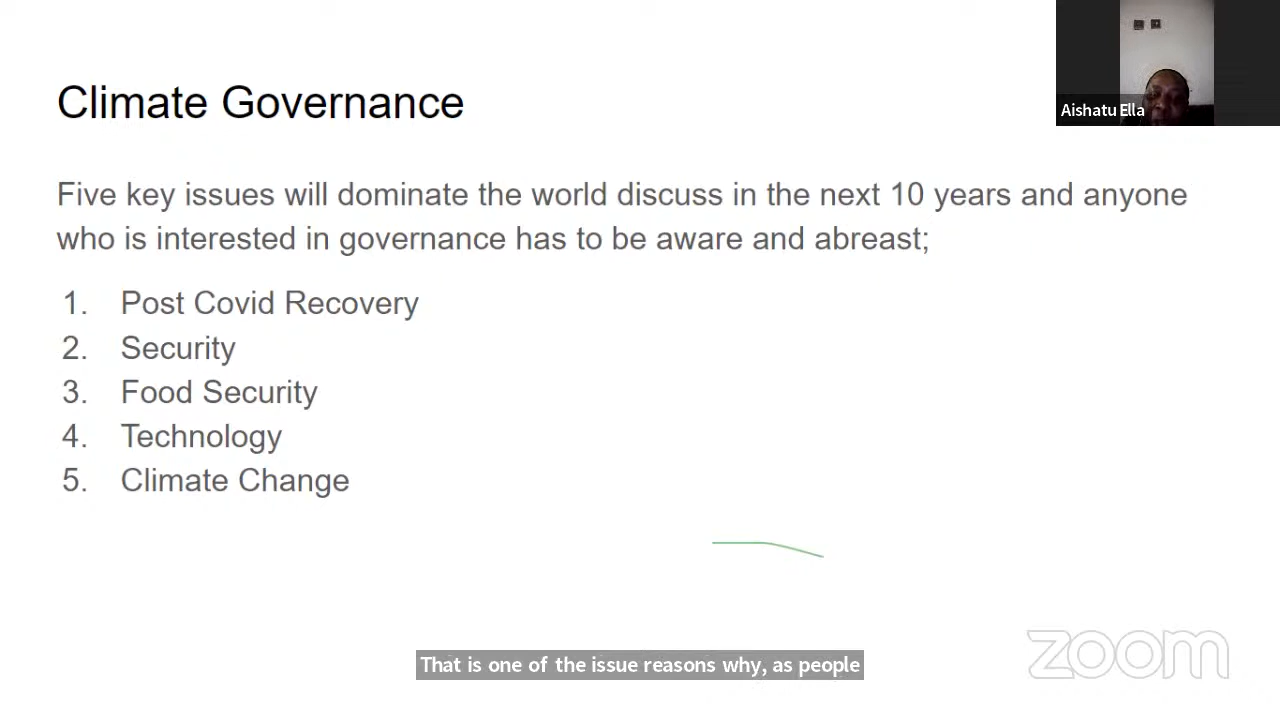 Climate Governance
Aishatu Ella
Five key issues will dominate the world discuss in the next 10 years and anyone
who is interested in governance has to be aware and abreast;
1. Post Covid Recovery
2. Security
3. Food Security
4. Technology
5. Climate Change
That is one of the issue reasons why, as people
zoom